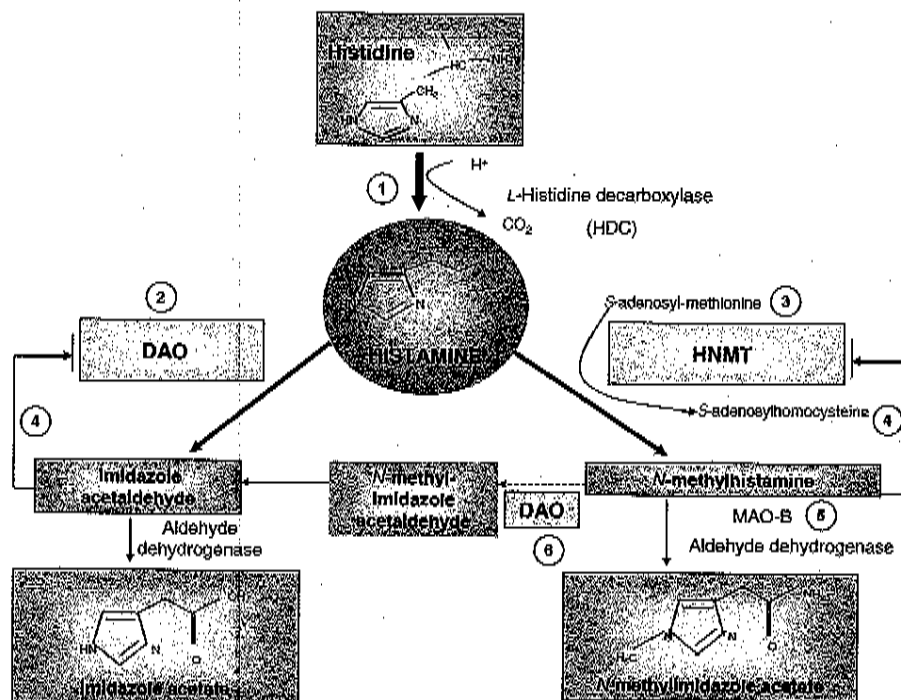 Histidine
HC
CH₂
HN
N
H⁺
1
L-Histidine decarboxylase
CO₂
(HDC)
2
S-adenosyl-methionine
3
DAO
N
HNMT
HISTAMINE
4
S-adenosylhomocysteine
4
Imidazole
acetaldehyde
N-methyl-
Imidazole
acetaldehyde
N-methylhistamine
DAO
MAO-B
5
Aldehyde
dehydrogenase
6
Aldehyde dehydrogenase
HN
N
O
N
N
O
H₃C
Imidazole acetate
N-methylimidazole acetate